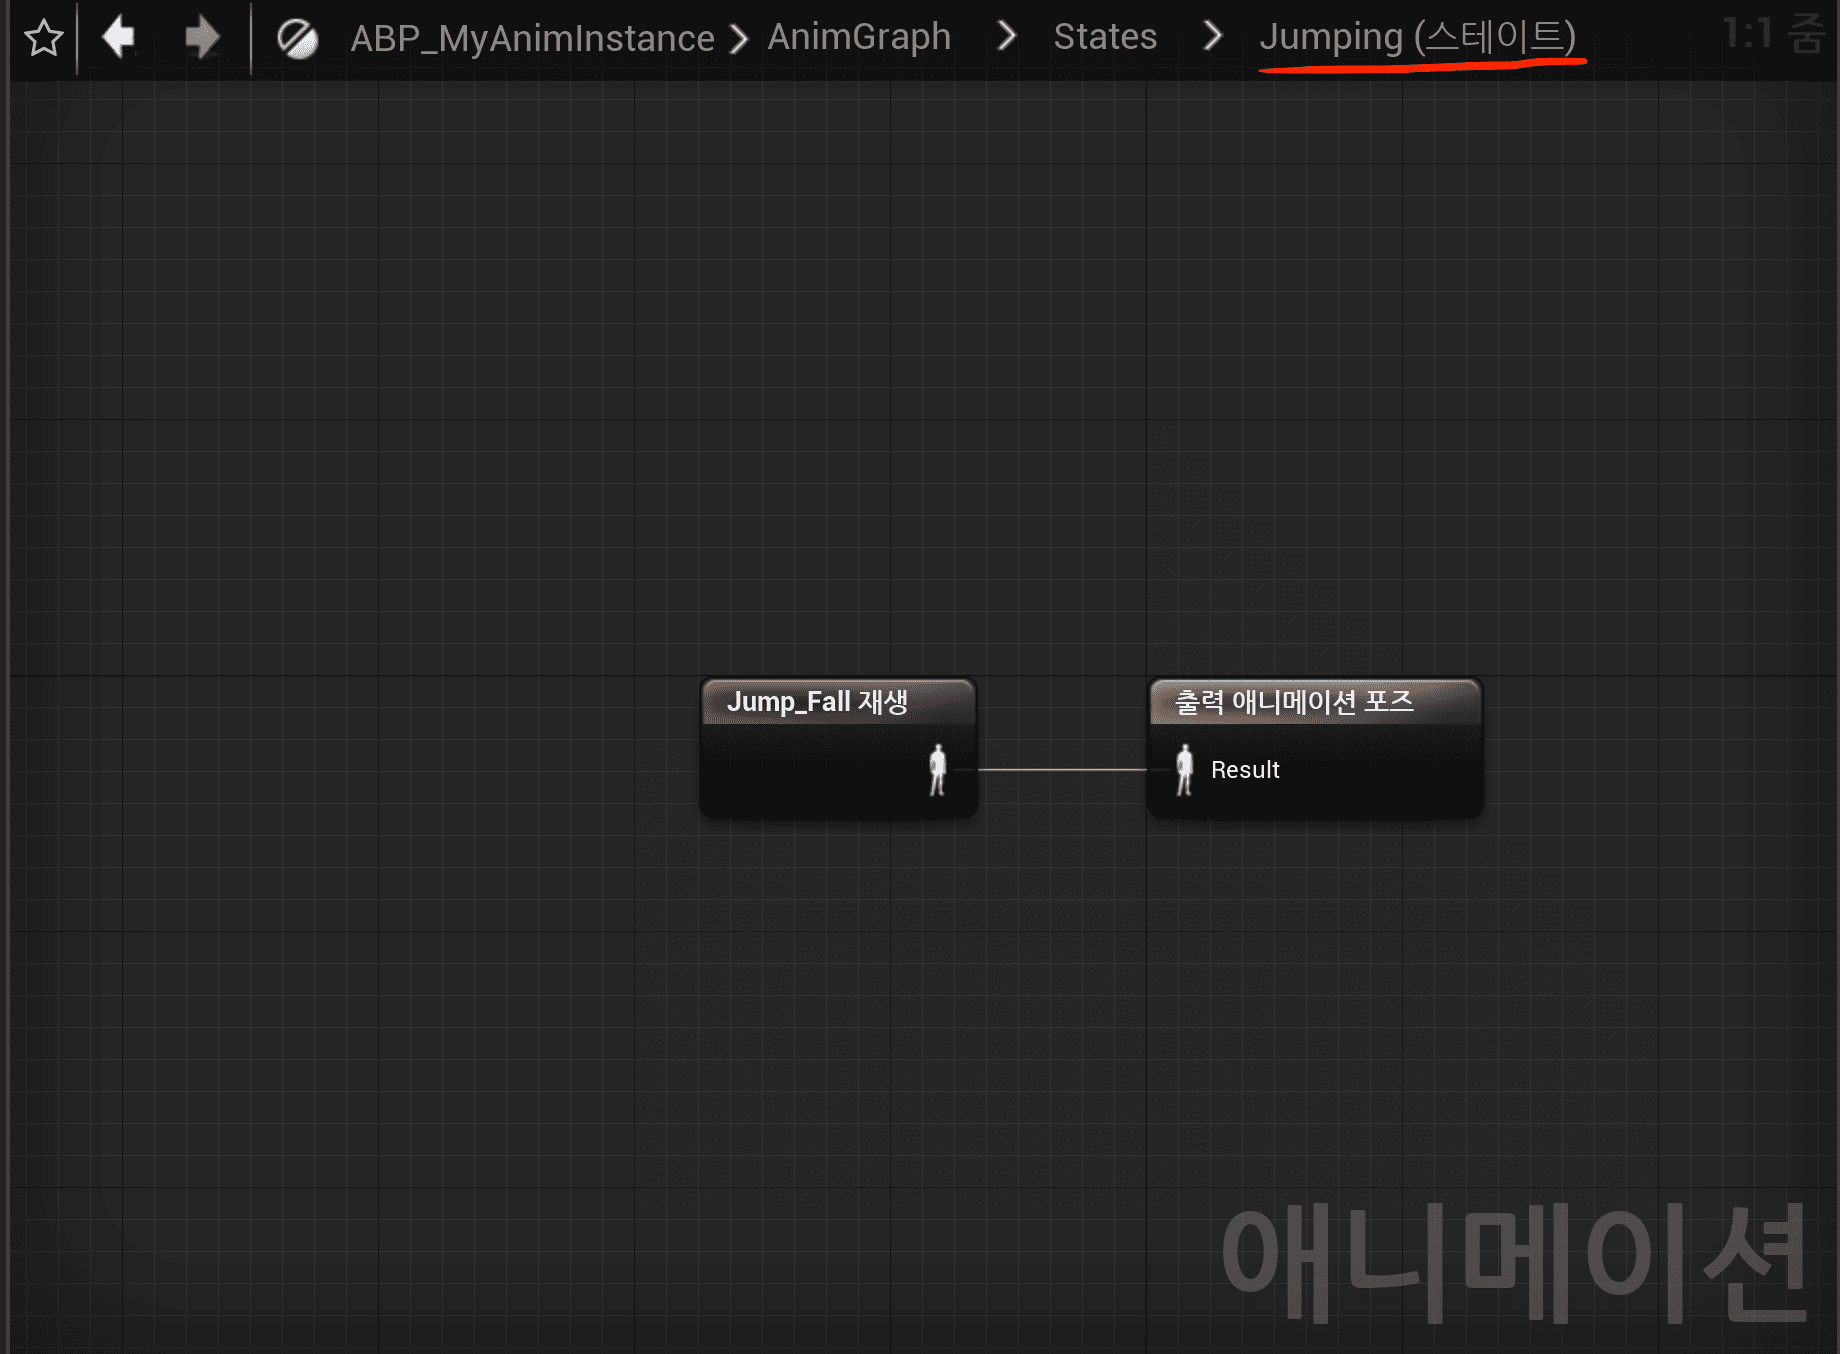 ABP_MyAnimInstance > AnimGraph > States > Jumping (스테이트)
1:1 줌
Jump_Fall 재생
출력 애니메이션 포즈
Result
애니메이션